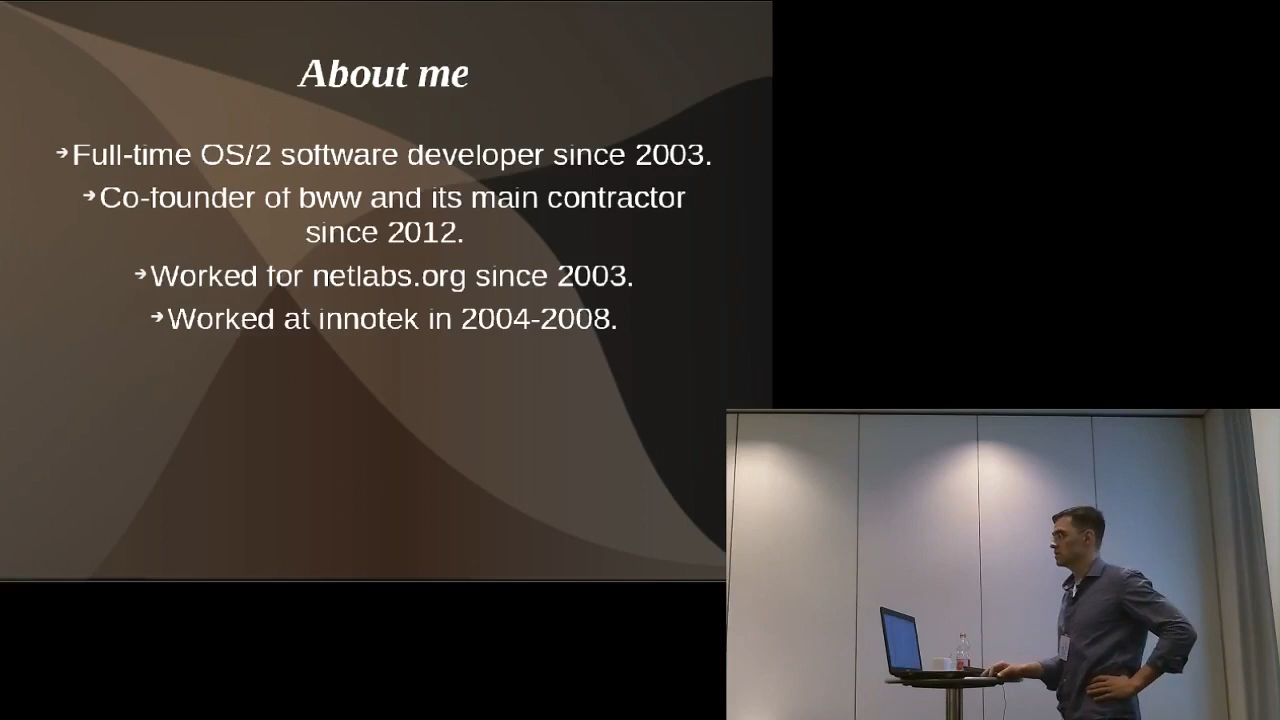 About me
➔Full-time OS/2 software developer since 2003.
➔Co-founder of bww and its main contractor
since 2012.
➔Worked for netlabs.org since 2003.
➔Worked at innotek in 2004-2008.